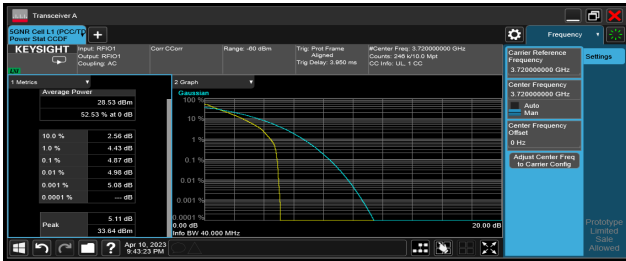 Transceiver A
5GNR Cell L1 (PCC/TD
Power Stat CCDF
KEYSIGHT
Input: RFIO1
Output: RFIO1
Coupling: AC
Corr CCorr
Range: -60 dBm
Trig: Prot Frame
Aligned
Trig Delay: 3.950 ms
#Center Freq: 3.720000000 GHz
Counts: 246 k/10.0 Mpt
CC Info: UL, 1 CC
Frequency
Settings
Carrier Reference
Frequency
3.720000000 GHz
Center Frequency
3.720000000 GHz
Auto
Man
Center Frequency
Offset
0 Hz
Adjust Center Freq
to Carrier Config
1 Metrics
Average Power
28.53 dBm
52.53 % at 0 dB
10.0 % 2.56 dB
1.0 % 4.43 dB
0.1 % 4.87 dB
0.01 % 4.98 dB
0.001 % 5.08 dB
0.0001 % --- dB
Peak
5.11 dB
33.64 dBm
2 Graph
Gaussian
100 %
10 %
1 %
0.1 %
0.01 %
0.001 %
0.0001 %
0.00 dB
20.00 dB
Info BW 40.000 MHz
Prototype
Limited
Sale
Allowed
?
Apr 10, 2023
9:43:23 PM